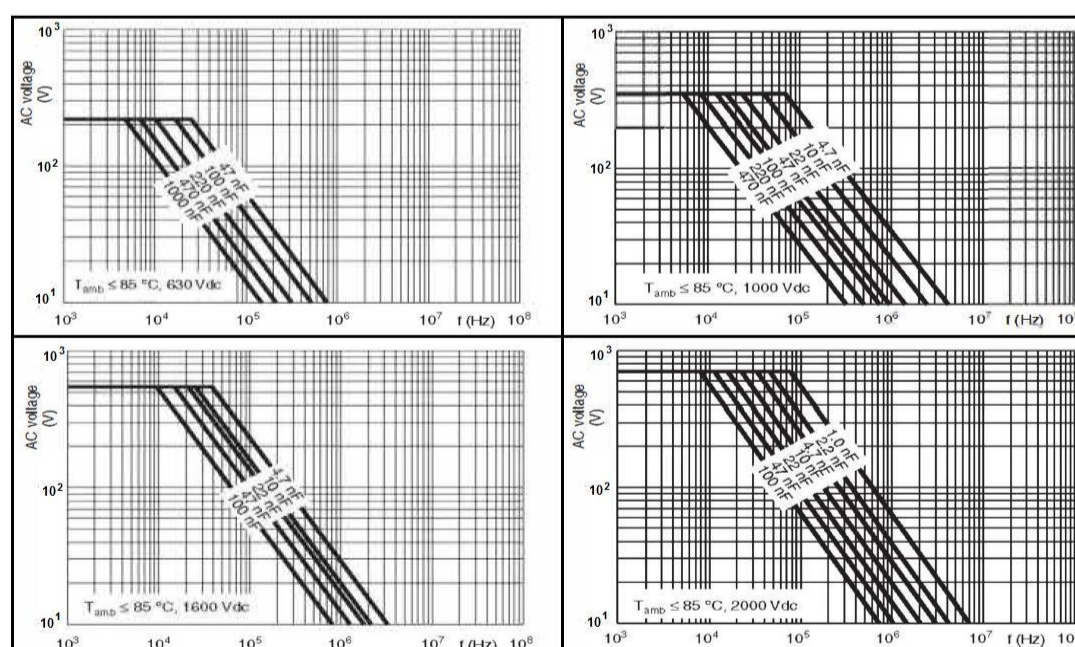 10³
AC voltage
(V)
10²
10¹
47 nF
100 nF
220 nF
470 nF
1000 nF
Tamb ≤ 85 °C, 630 Vdc
10³ 10⁴ 10⁵ 10⁶ 10⁷ f (Hz) 10⁸
10³
AC voltage
(V)
10²
10¹
4.7 nF
10 nF
22 nF
47 nF
100 nF
220 nF
470 nF
Tamb ≤ 85 °C, 1000 Vdc
10³ 10⁴ 10⁵ 10⁶ 10⁷ f (Hz)
10³
AC voltage
(V)
10²
10¹
4.7 nF
10 nF
22 nF
47 nF
100 nF
Tamb ≤ 85 °C, 1600 Vdc
10³ 10⁴ 10⁵ 10⁶ 10⁷ f (Hz) 10⁸
10³
AC voltage
(V)
10²
10¹
1.0 nF
2.2 nF
4.7 nF
10 nF
22 nF
47 nF
100 nF
Tamb ≤ 85 °C, 2000 Vdc
10³ 10⁴ 10⁵ 10⁶ 10⁷ f (Hz)